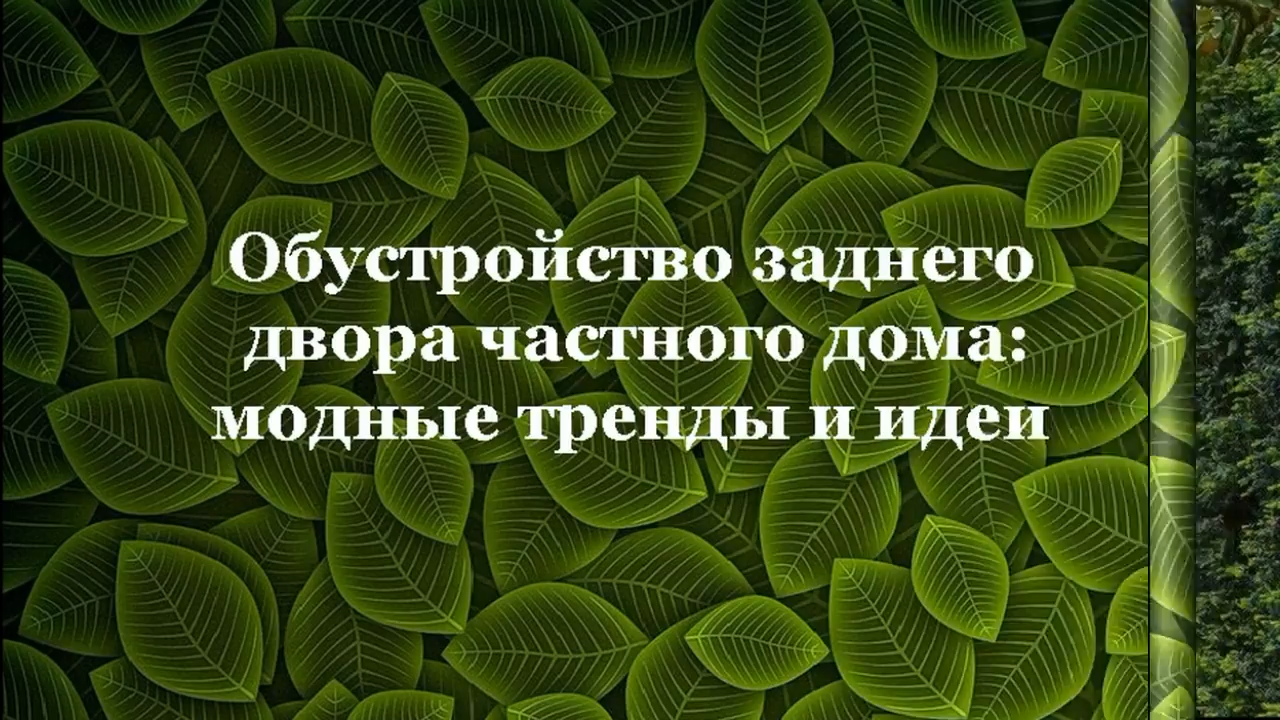 Обустройство заднего
двора частного дома:
модные тренды и идеи